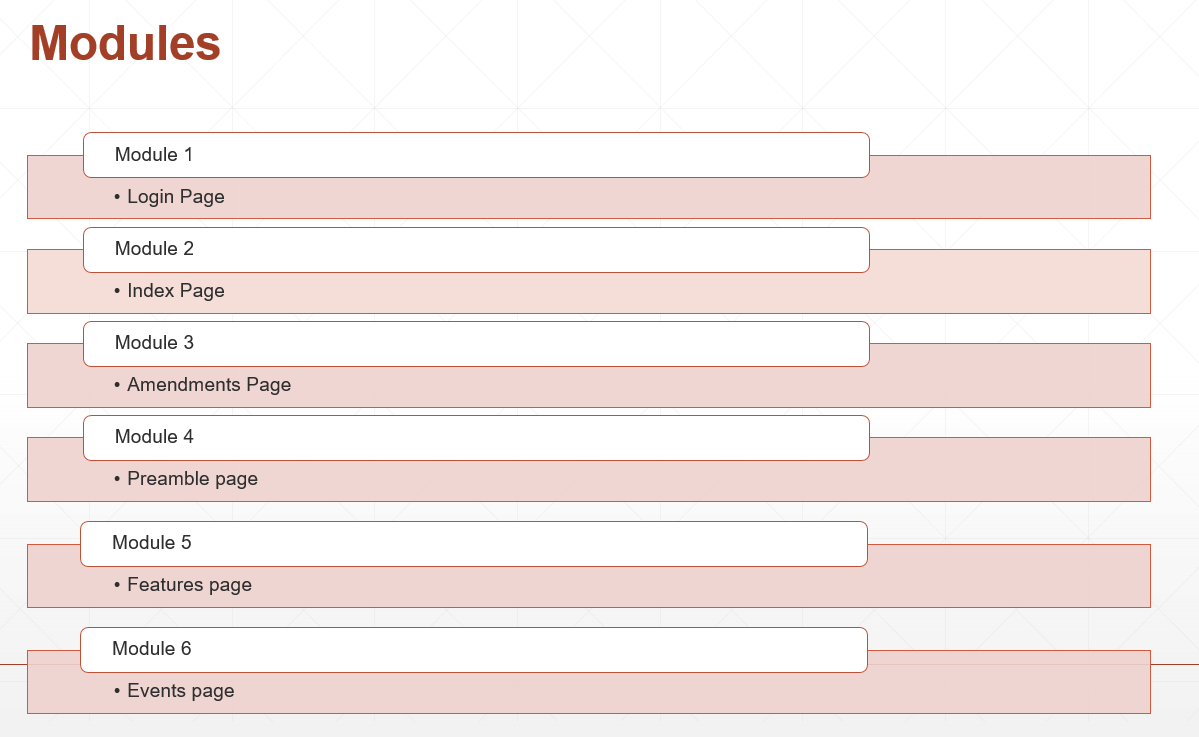 Modules
Module 1
• Login Page
Module 2
• Index Page
Module 3
• Amendments Page
Module 4
• Preamble page
Module 5
• Features page
Module 6
• Events page